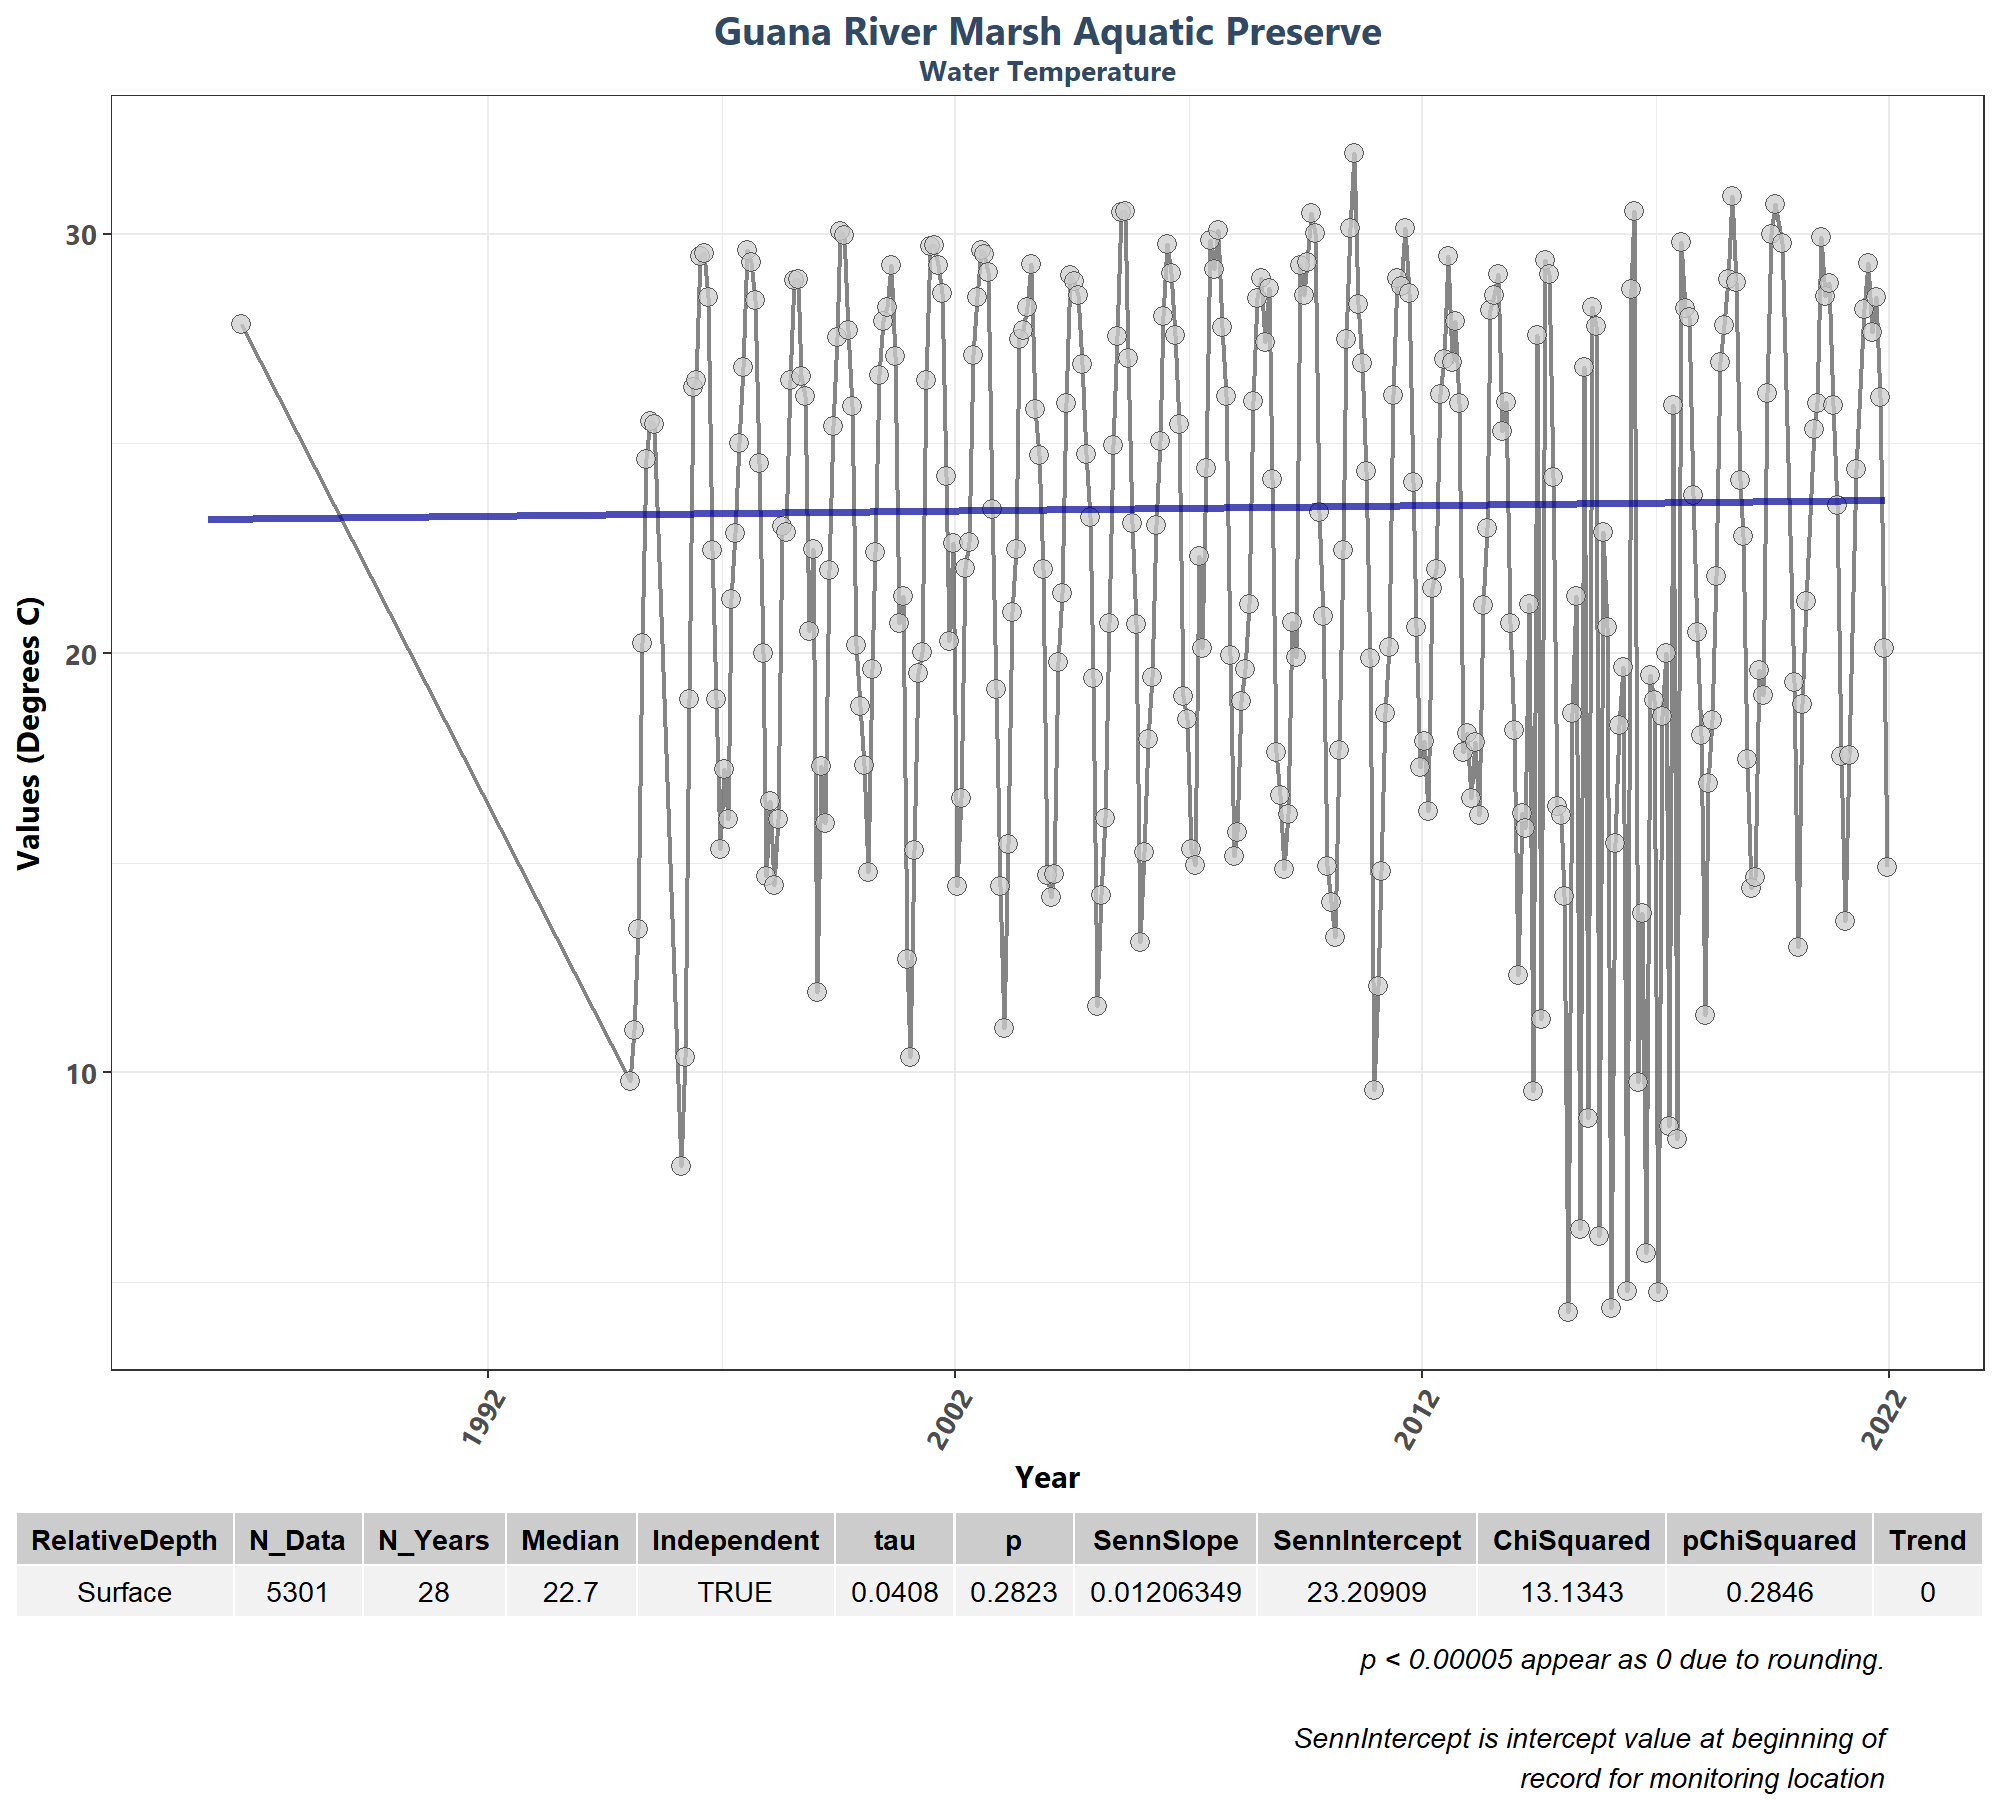 Guana River Marsh Aquatic Preserve
Water Temperature
Values (Degrees C)
30
20
10
1992
2002
2012
2022
Year
RelativeDepth N_Data N_Years Median Independent tau p SennSlope SennIntercept ChiSquared pChiSquared Trend
Surface 5301 28 22.7 TRUE 0.0408 0.2823 0.01206349 23.20909 13.1343 0.2846 0
p < 0.00005 appear as 0 due to rounding.
SennIntercept is intercept value at beginning of
record for monitoring location